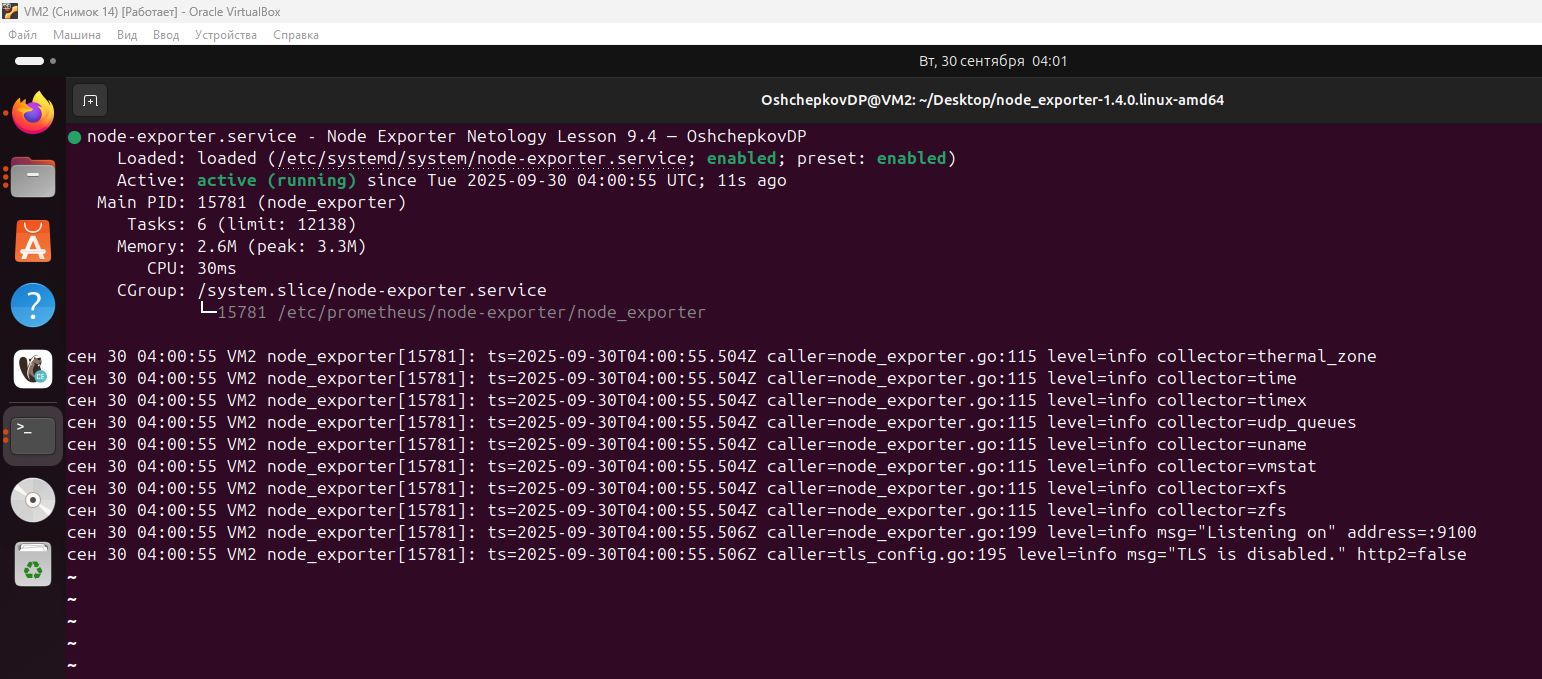 VM2 (Снимок 14) [Работает] - Oracle VirtualBox
Файл Машина Вид Ввод Устройства Справка
Вт, 30 сентября 04:01
OshchepkovDP@VM2: ~/Desktop/node_exporter-1.4.0.linux-amd64
node-exporter.service - Node Exporter Netology Lesson 9.4 — OshchepkovDP
Loaded: loaded (/etc/systemd/system/node-exporter.service; enabled; preset: enabled)
Active: active (running) since Tue 2025-09-30 04:00:55 UTC; 11s ago
Main PID: 15781 (node_exporter)
Tasks: 6 (limit: 12138)
Memory: 2.6M (peak: 3.3M)
CPU: 30ms
CGroup: /system.slice/node-exporter.service
└─15781 /etc/prometheus/node-exporter/node_exporter
сен 30 04:00:55 VM2 node_exporter[15781]: ts=2025-09-30T04:00:55.504Z caller=node_exporter.go:115 level=info collector=thermal_zone
сен 30 04:00:55 VM2 node_exporter[15781]: ts=2025-09-30T04:00:55.504Z caller=node_exporter.go:115 level=info collector=time
сен 30 04:00:55 VM2 node_exporter[15781]: ts=2025-09-30T04:00:55.504Z caller=node_exporter.go:115 level=info collector=timex
сен 30 04:00:55 VM2 node_exporter[15781]: ts=2025-09-30T04:00:55.504Z caller=node_exporter.go:115 level=info collector=udp_queues
сен 30 04:00:55 VM2 node_exporter[15781]: ts=2025-09-30T04:00:55.504Z caller=node_exporter.go:115 level=info collector=uname
сен 30 04:00:55 VM2 node_exporter[15781]: ts=2025-09-30T04:00:55.504Z caller=node_exporter.go:115 level=info collector=vmstat
сен 30 04:00:55 VM2 node_exporter[15781]: ts=2025-09-30T04:00:55.504Z caller=node_exporter.go:115 level=info collector=xfs
сен 30 04:00:55 VM2 node_exporter[15781]: ts=2025-09-30T04:00:55.504Z caller=node_exporter.go:115 level=info collector=zfs
сен 30 04:00:55 VM2 node_exporter[15781]: ts=2025-09-30T04:00:55.506Z caller=node_exporter.go:199 level=info msg="Listening on" address=:9100
сен 30 04:00:55 VM2 node_exporter[15781]: ts=2025-09-30T04:00:55.506Z caller=tls_config.go:195 level=info msg="TLS is disabled." http2=false
~
~
~
~
~